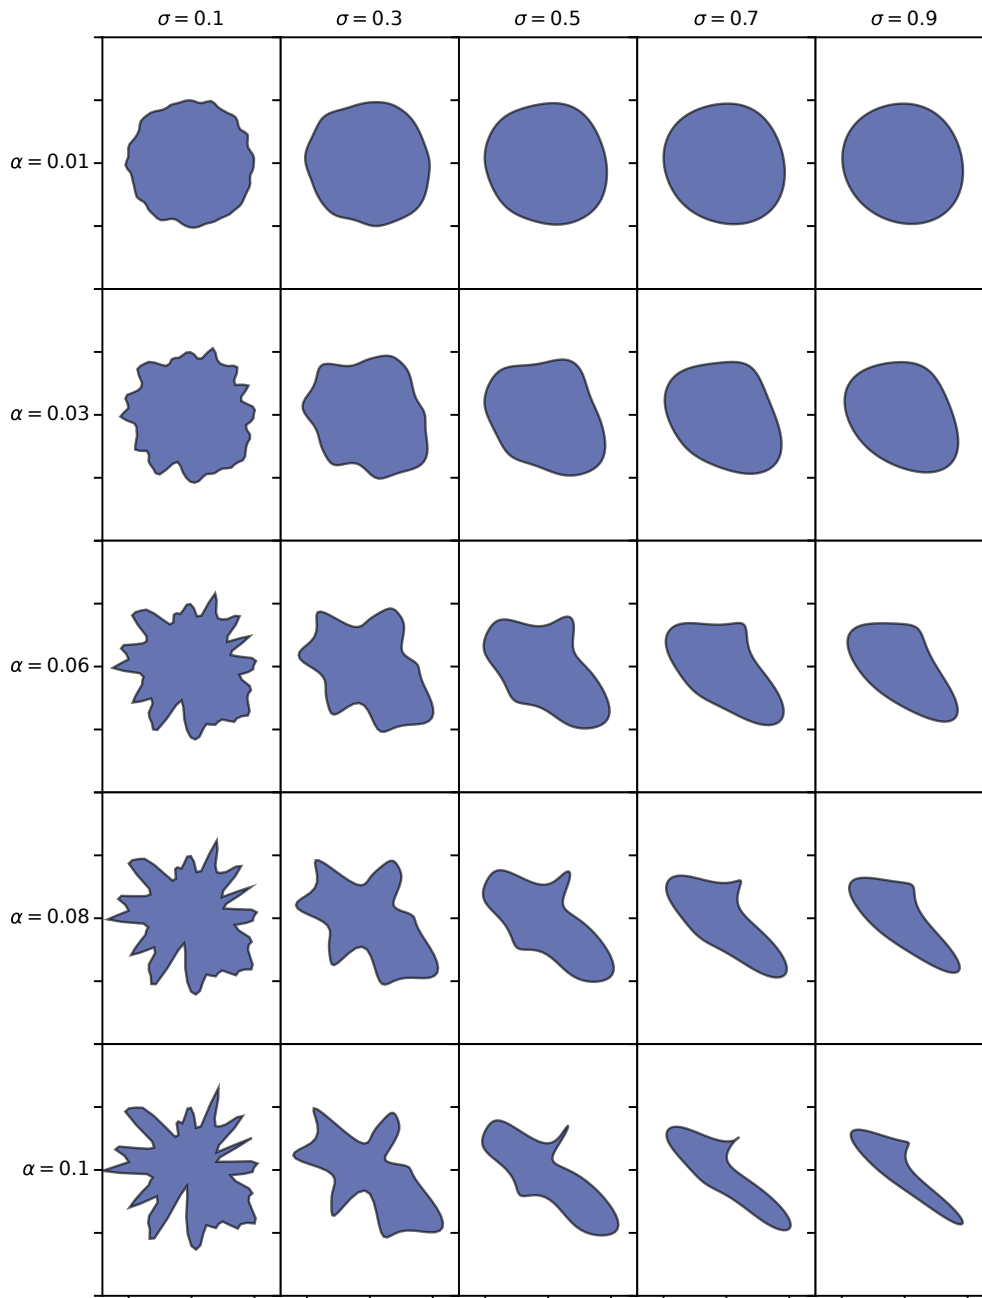 σ = 0.1 σ = 0.3 σ = 0.5 σ = 0.7 σ = 0.9
α = 0.01
α = 0.03
α = 0.06
α = 0.08
α = 0.1